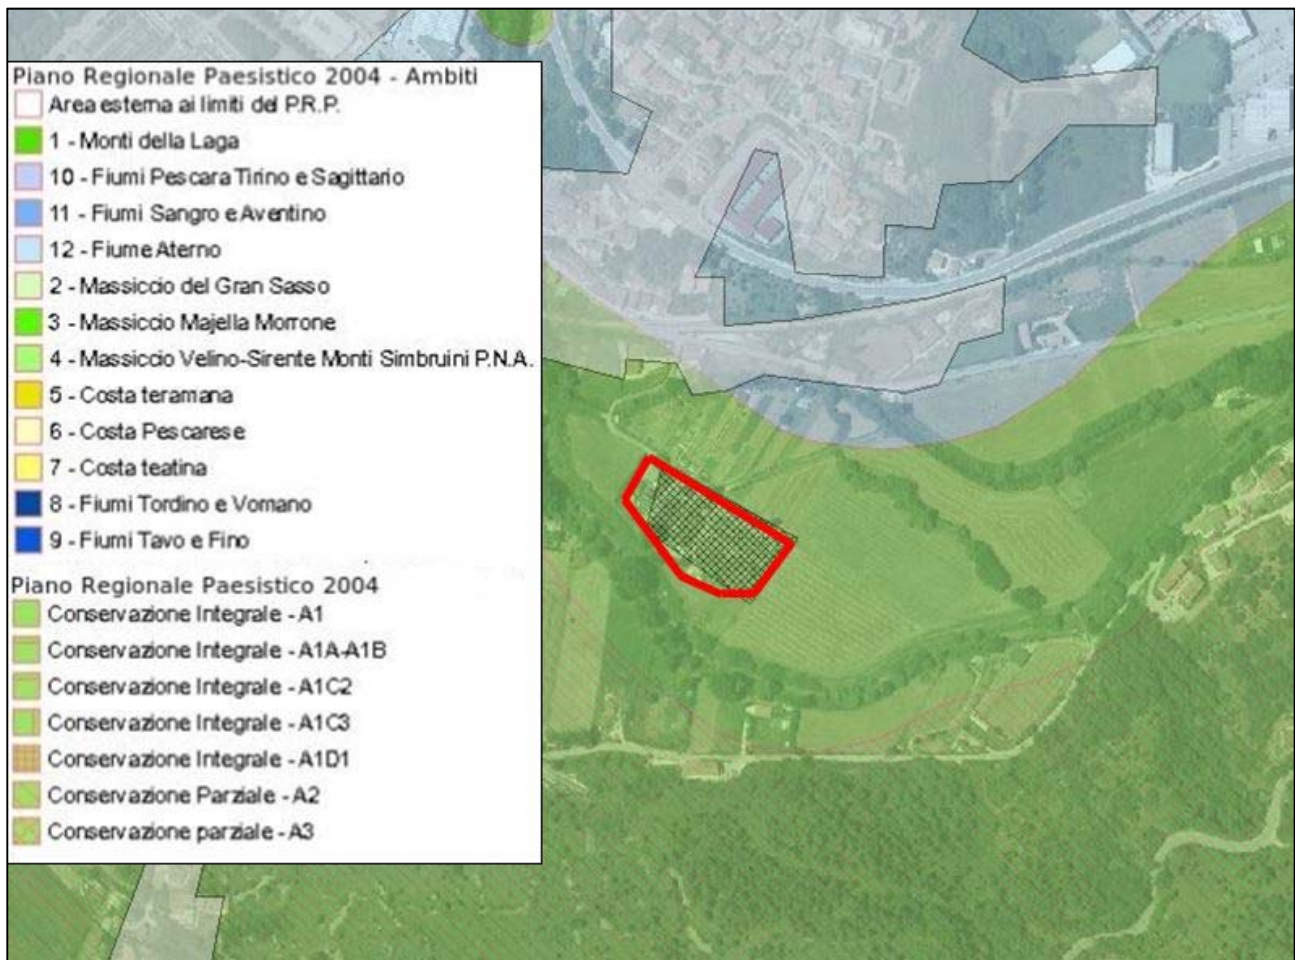 Piano Regionale Paesistico 2004 - Ambiti
Area esterna ai limiti del P.R.P.
1 - Monti della Laga
10 - Fiumi Pescara Tirino e Sagittario
11 - Fiumi Sangro e Aventino
12 - Fiume Aterno
2 - Massiccio del Gran Sasso
3 - Massiccio Majella Morrone
4 - Massiccio Velino-Sirente Monti Simbruini P.N.A.
5 - Costa teramana
6 - Costa Pescarese
7 - Costa teatina
8 - Fiumi Tordino e Vomano
9 - Fiumi Tavo e Fino
Piano Regionale Paesistico 2004
Conservazione Integrale - A1
Conservazione Integrale - A1A-A1B
Conservazione Integrale - A1C2
Conservazione Integrale - A1C3
Conservazione Integrale - A1D1
Conservazione Parziale - A2
Conservazione parziale - A3